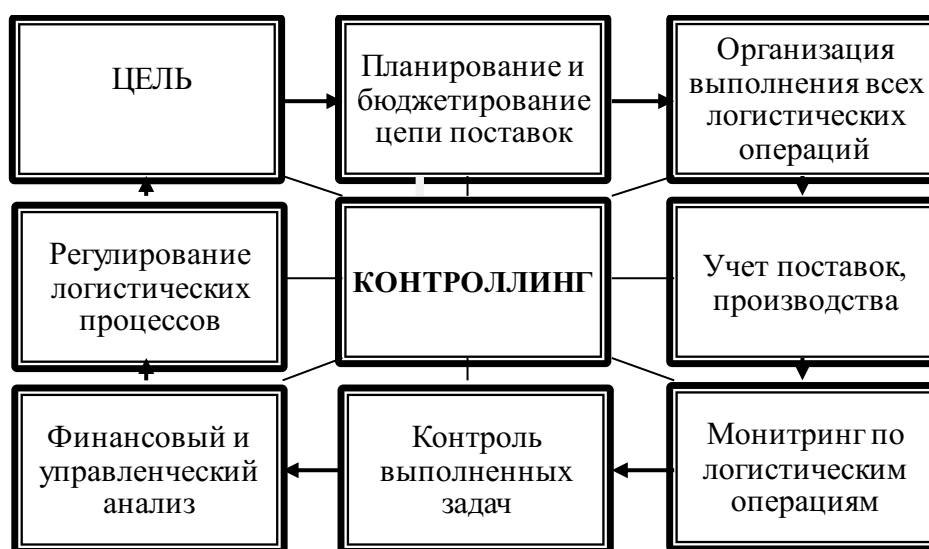 ЦЕЛЬ
Планирование и
бюджетирование
цепи поставок
Организация
выполнения всех
логистических
операций
Регулирование
логистических
процессов
КОНТРОЛЛИНГ
Учет поставок,
производства
Финансовый и
управленческий
анализ
Контроль
выполненных
задач
Монитринг по
логистическим
операциям